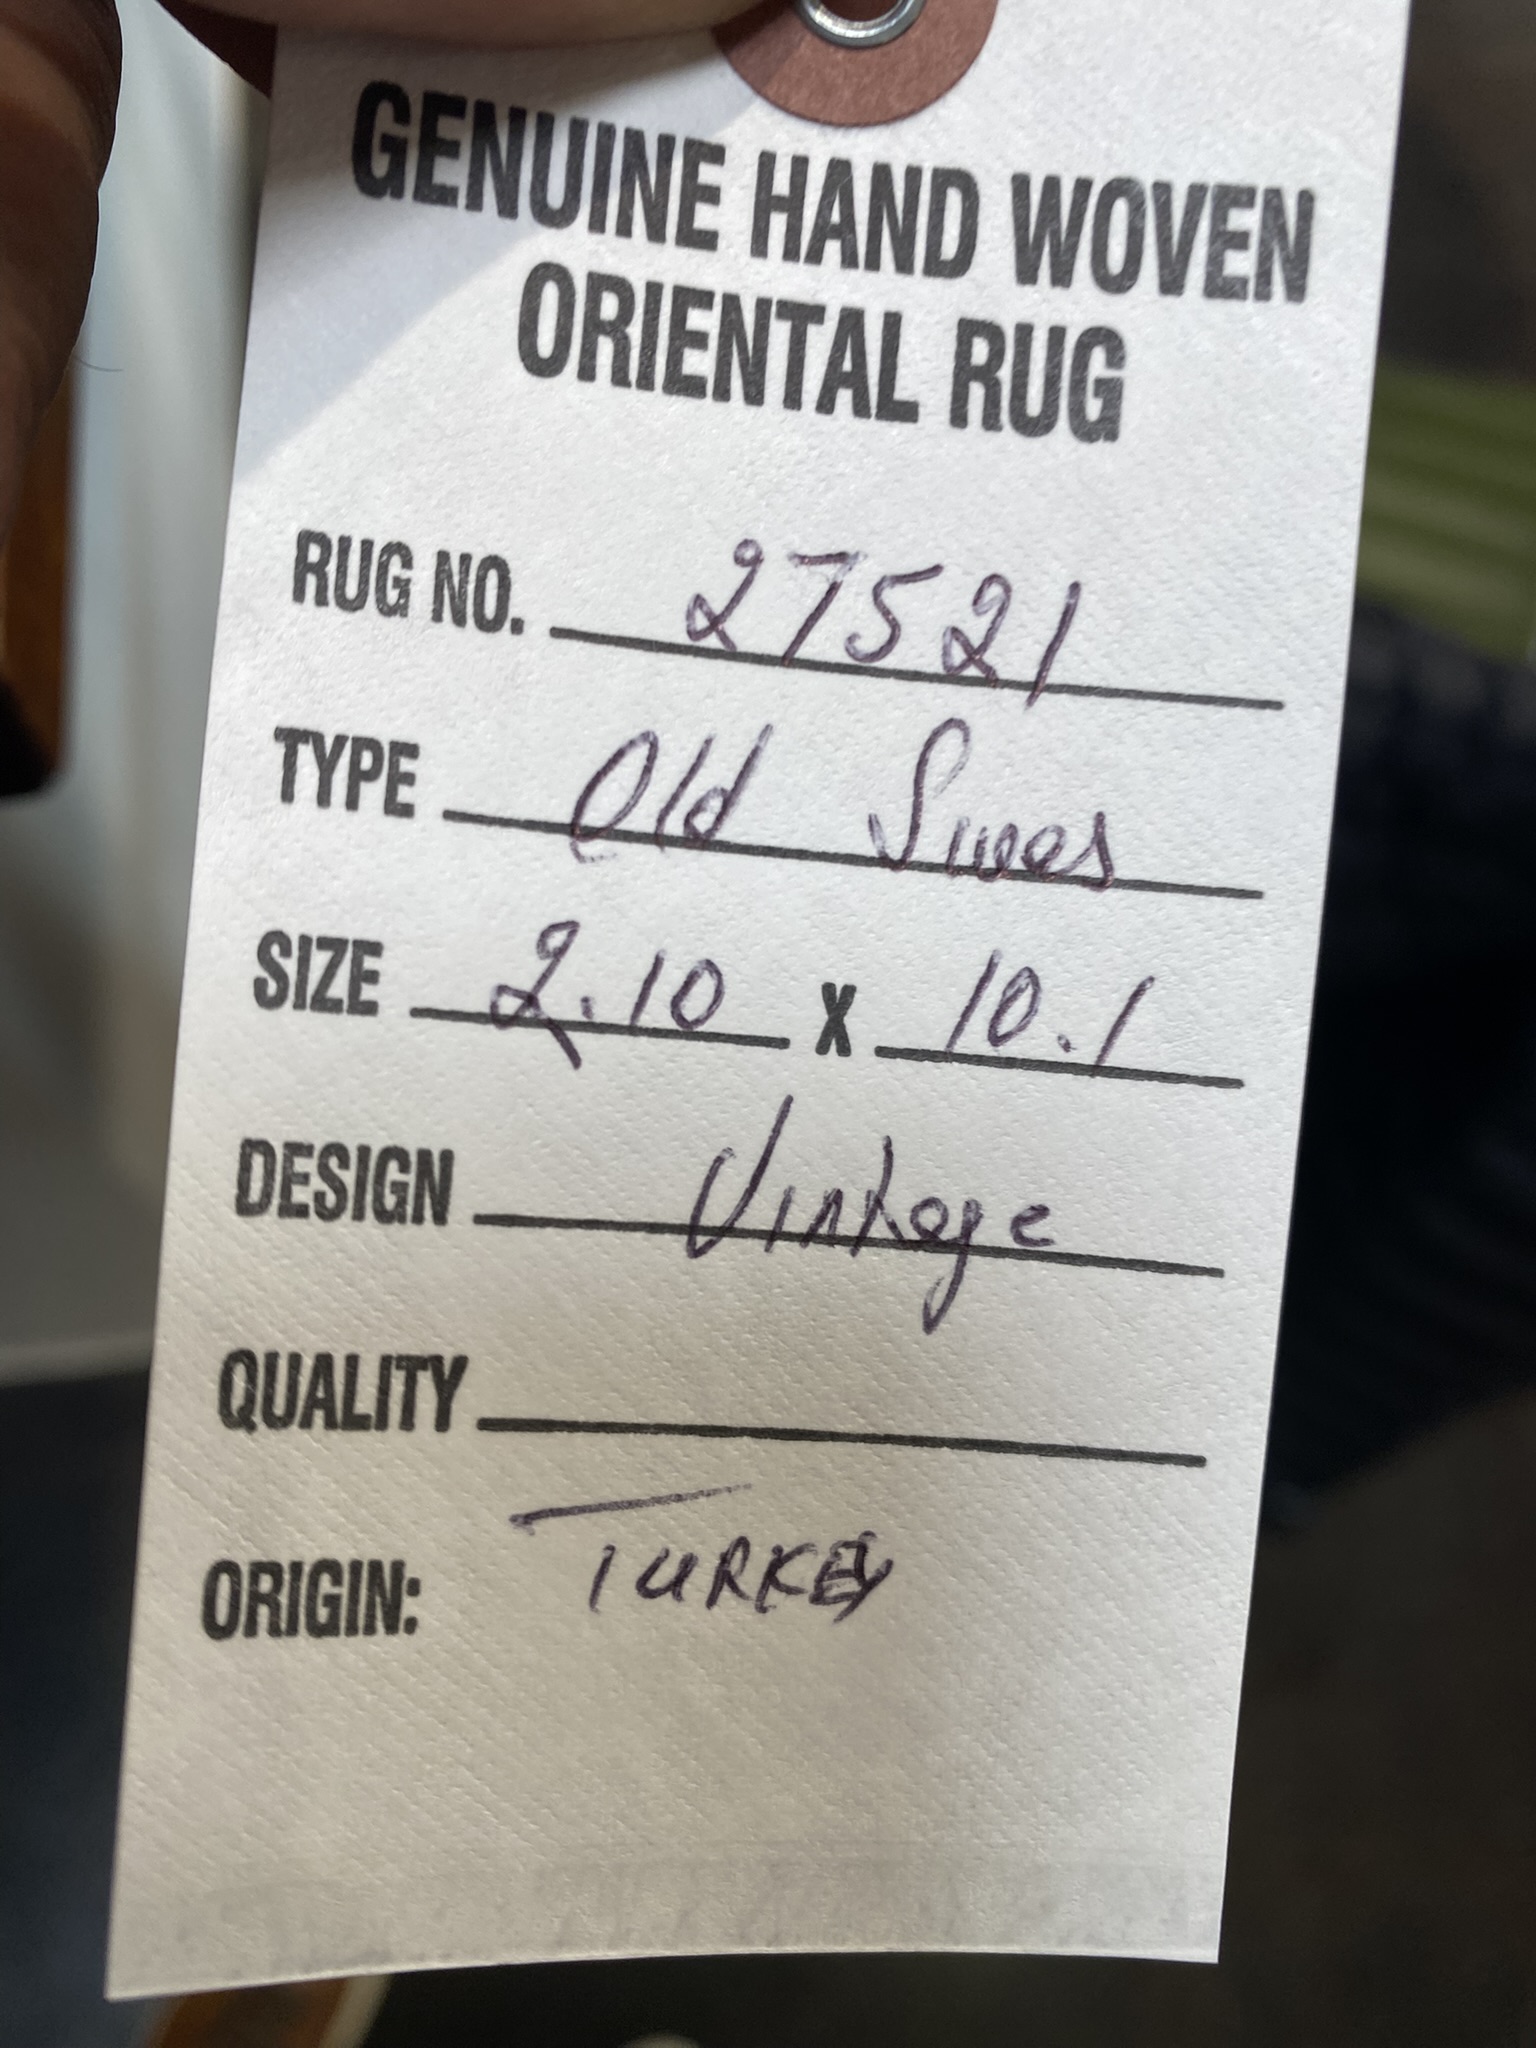 GENUINE HAND WOVEN
ORIENTAL RUG
RUG NO. 27521
TYPE Old Sivas
SIZE 2.10 X 10.1
DESIGN Vintage
QUALITY
ORIGIN: TURKEY